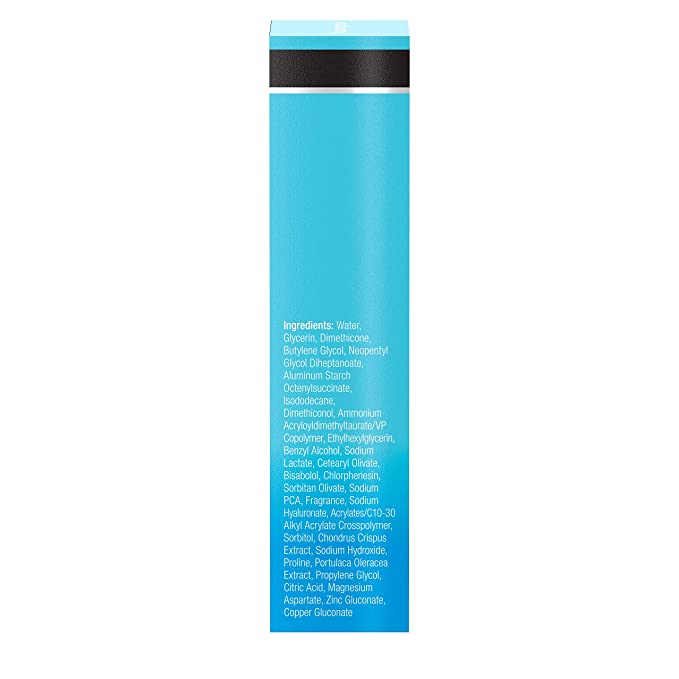 Ingredients: Water,
Glycerin, Dimethicone,
Butylene Glycol, Neopentyl
Glycol Diheptanoate,
Aluminum Starch
Octenylsuccinate,
Isododecane,
Dimethiconol, Ammonium
Acryloyldimethyltaurate/VP
Copolymer, Ethylhexylglycerin,
Benzyl Alcohol, Sodium
Lactate, Cetearyl Olivate,
Bisabolol, Chlorphenesin,
Sorbitan Olivate, Sodium
PCA, Fragrance, Sodium
Hyaluronate, Acrylates/C10-30
Alkyl Acrylate Crosspolymer,
Sorbitol, Chondrus Crispus
Extract, Sodium Hydroxide,
Proline, Portulaca Oleracea
Extract, Propylene Glycol,
Citric Acid, Magnesium
Aspartate, Zinc Gluconate,
Copper Gluconate